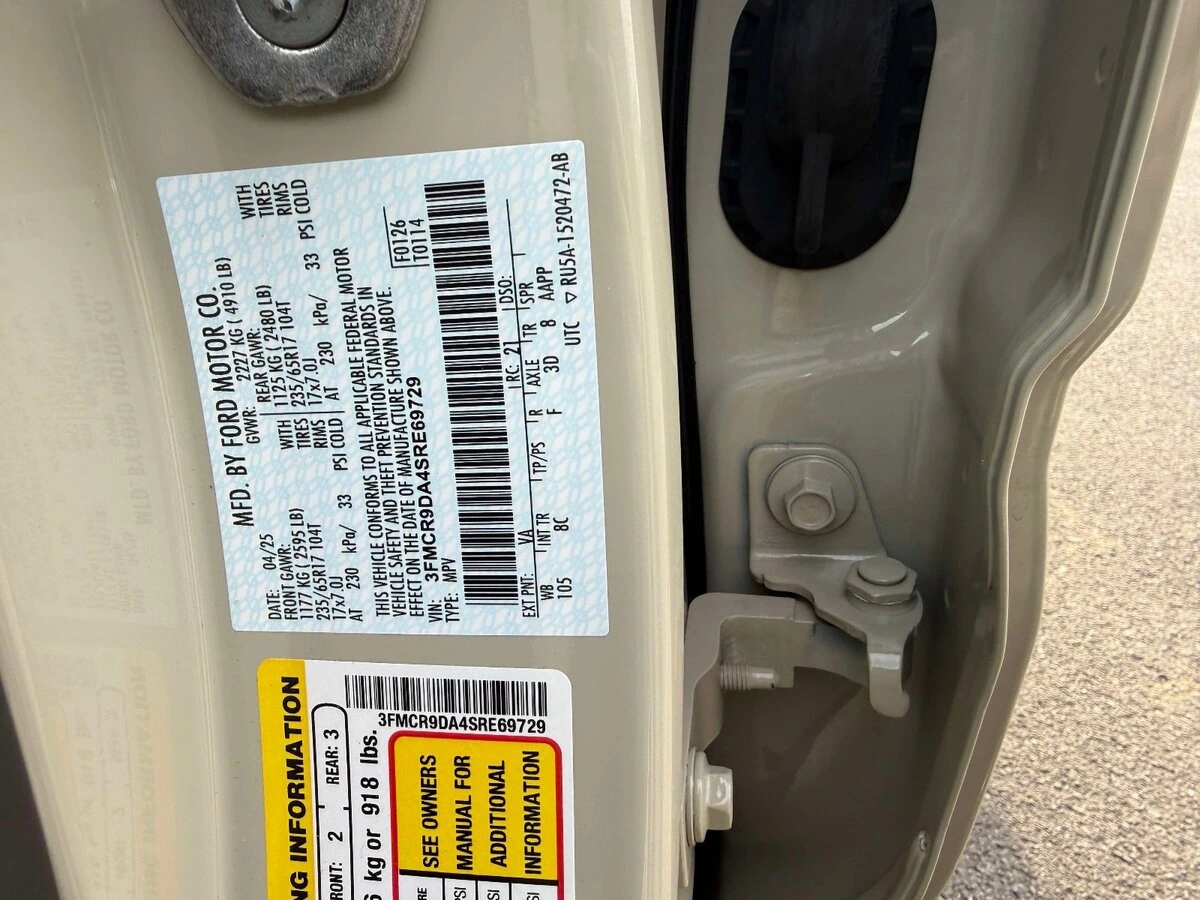 MFD. BY FORD MOTOR CO.
DATE: 04/25 GVWR: 2227 KG ( 4910 LB)
FRONT GAWR: REAR GAWR: WITH
1177 KG (2595 LB) WITH 1125 KG ( 2480 LB) TIRES
235/65R17 104T TIRES 235/65R17 104T RIMS
17x7.0J RIMS 17x7.0J PSI COLD
AT 230 kPa/ 33 PSI COLD AT 230 kPa/ 33
THIS VEHICLE CONFORMS TO ALL APPLICABLE FEDERAL MOTOR
VEHICLE SAFETY AND THEFT PREVENTION STANDARDS IN
EFFECT ON THE DATE OF MANUFACTURE SHOWN ABOVE.
VIN: 3FMCR9DA4SRE69729 F0126
TYPE: MPV T0114
EXT PNT: VA RC: 21 DSO:
WB INT TR TP/PS R AXLE TR SPR
105 8C F 3D 8 AAPP
UTC ▽ RU5A-1520472-AB
NG INFORMATION
RONT: 2 REAR: 3
kg or 918 lbs.
3FMCR9DA4SRE69729
SEE OWNERS
MANUAL FOR
ADDITIONAL
INFORMATION